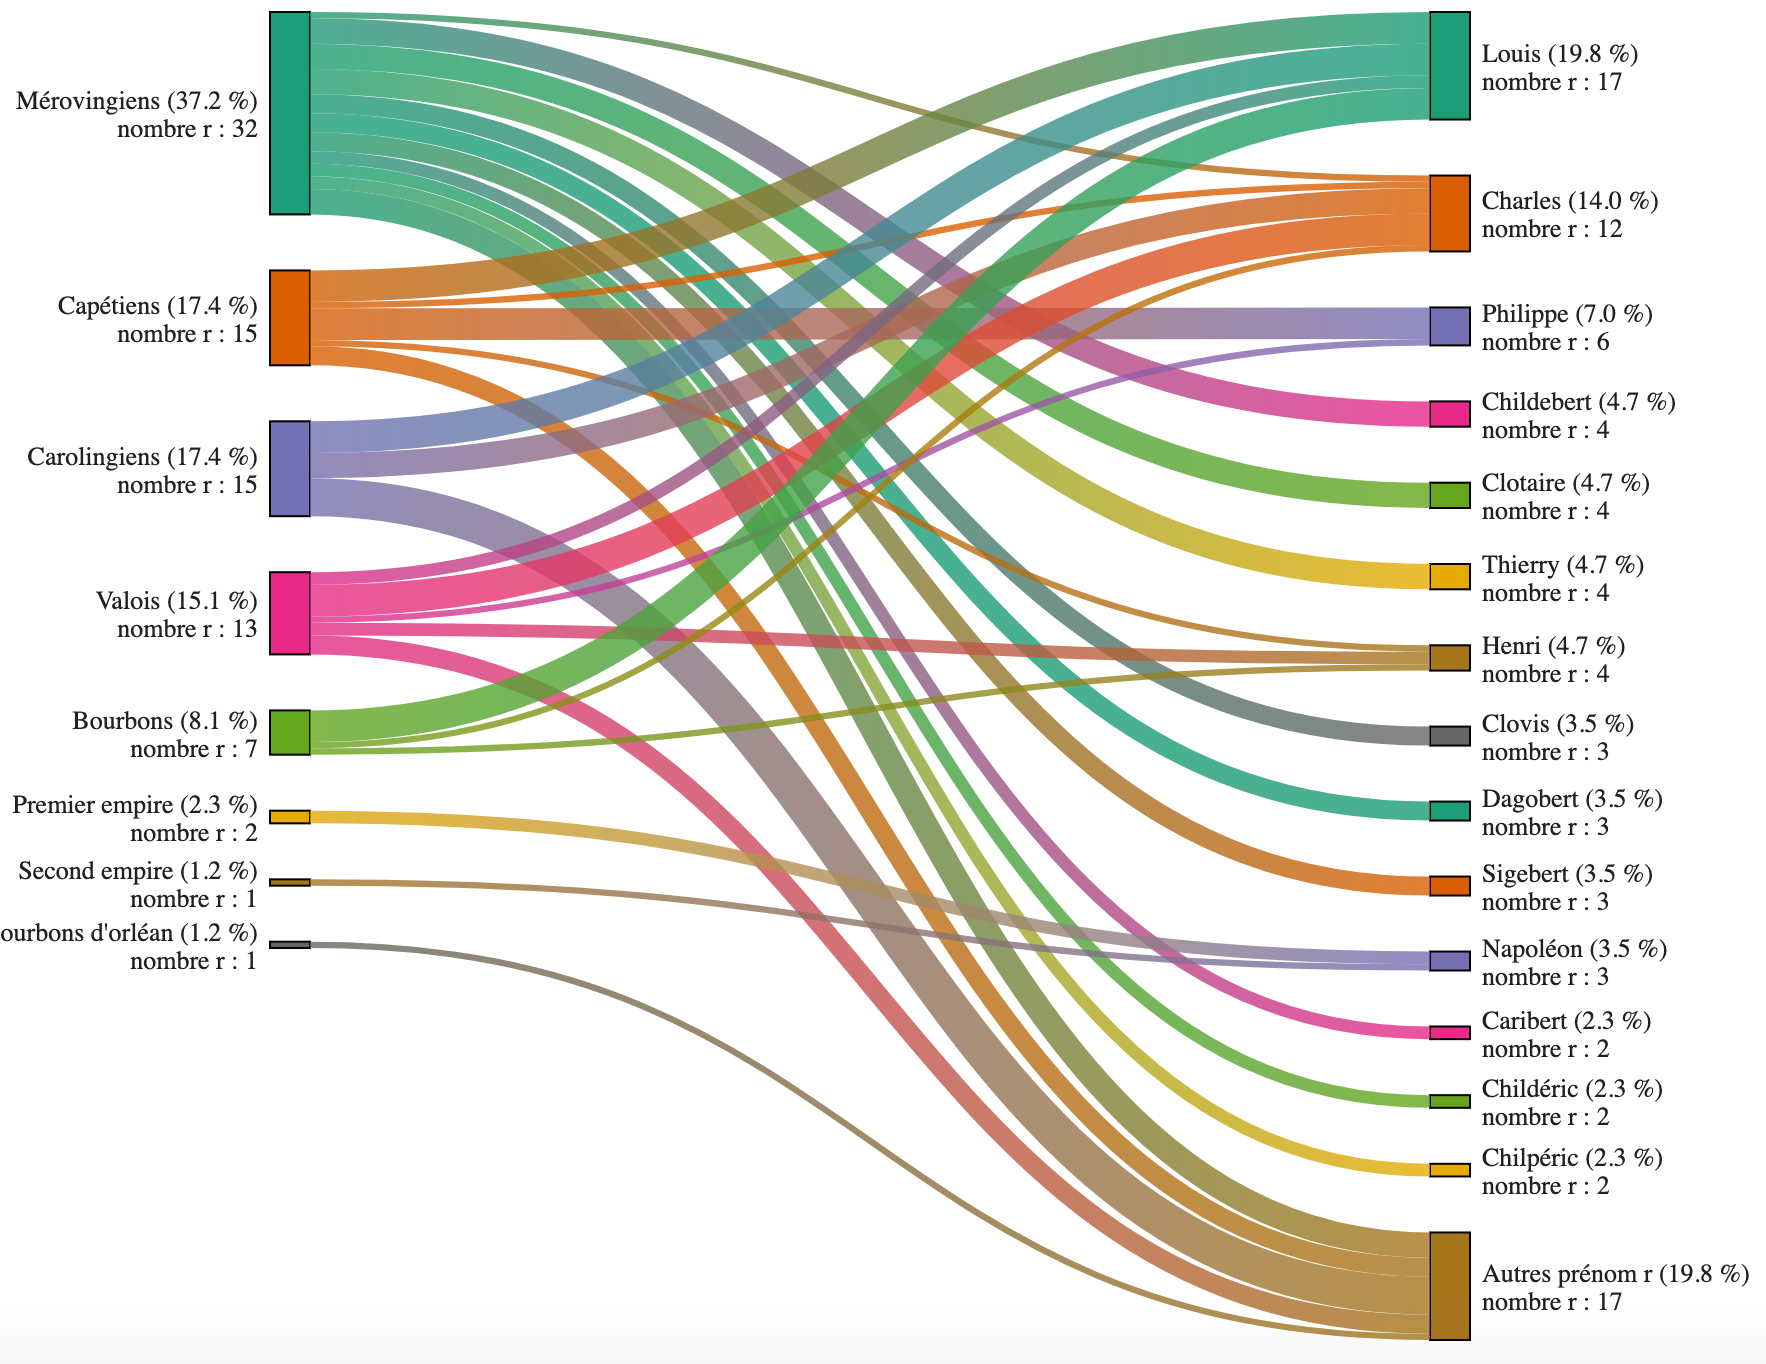 Mérovingiens (37.2 %)
nombre r : 32
Capétiens (17.4 %)
nombre r : 15
Carolingiens (17.4 %)
nombre r : 15
Valois (15.1 %)
nombre r : 13
Bourbons (8.1 %)
nombre r : 7
Premier empire (2.3 %)
nombre r : 2
Second empire (1.2 %)
nombre r : 1
ourbons d'orléan (1.2 %)
nombre r : 1
Louis (19.8 %)
nombre r : 17
Charles (14.0 %)
nombre r : 12
Philippe (7.0 %)
nombre r : 6
Childebert (4.7 %)
nombre r : 4
Clotaire (4.7 %)
nombre r : 4
Thierry (4.7 %)
nombre r : 4
Henri (4.7 %)
nombre r : 4
Clovis (3.5 %)
nombre r : 3
Dagobert (3.5 %)
nombre r : 3
Sigebert (3.5 %)
nombre r : 3
Napoléon (3.5 %)
nombre r : 3
Caribert (2.3 %)
nombre r : 2
Childéric (2.3 %)
nombre r : 2
Chilpéric (2.3 %)
nombre r : 2
Autres prénom r (19.8 %)
nombre r : 17